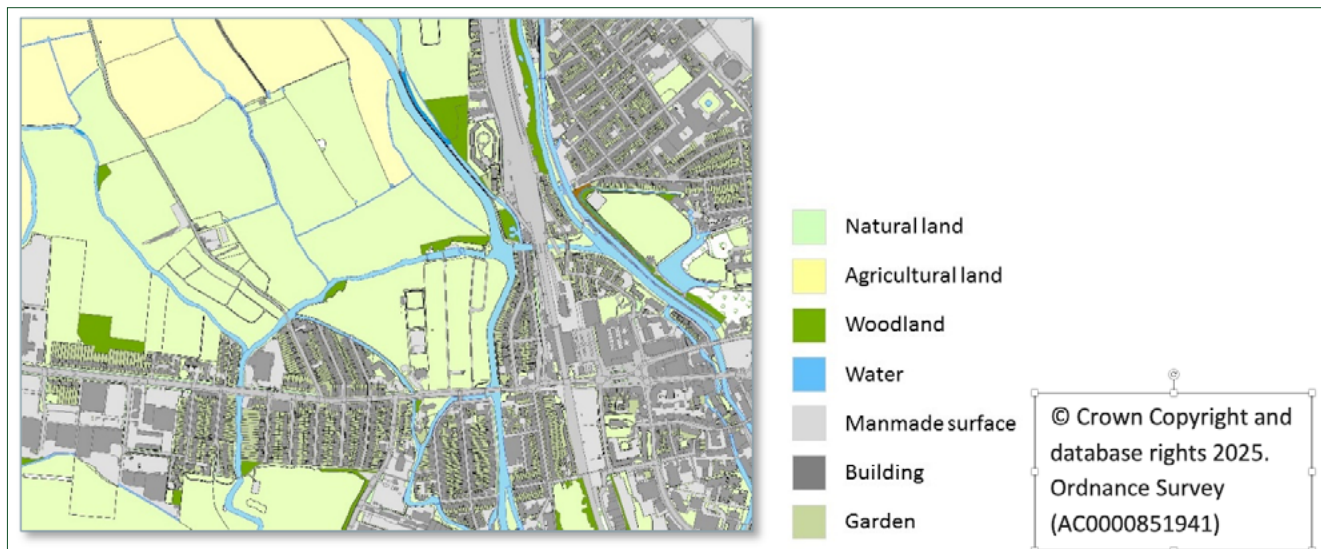 Natural land
Agricultural land
Woodland
Water
Manmade surface
Building
Garden
© Crown Copyright and
database rights 2025.
Ordnance Survey
(AC0000851941)